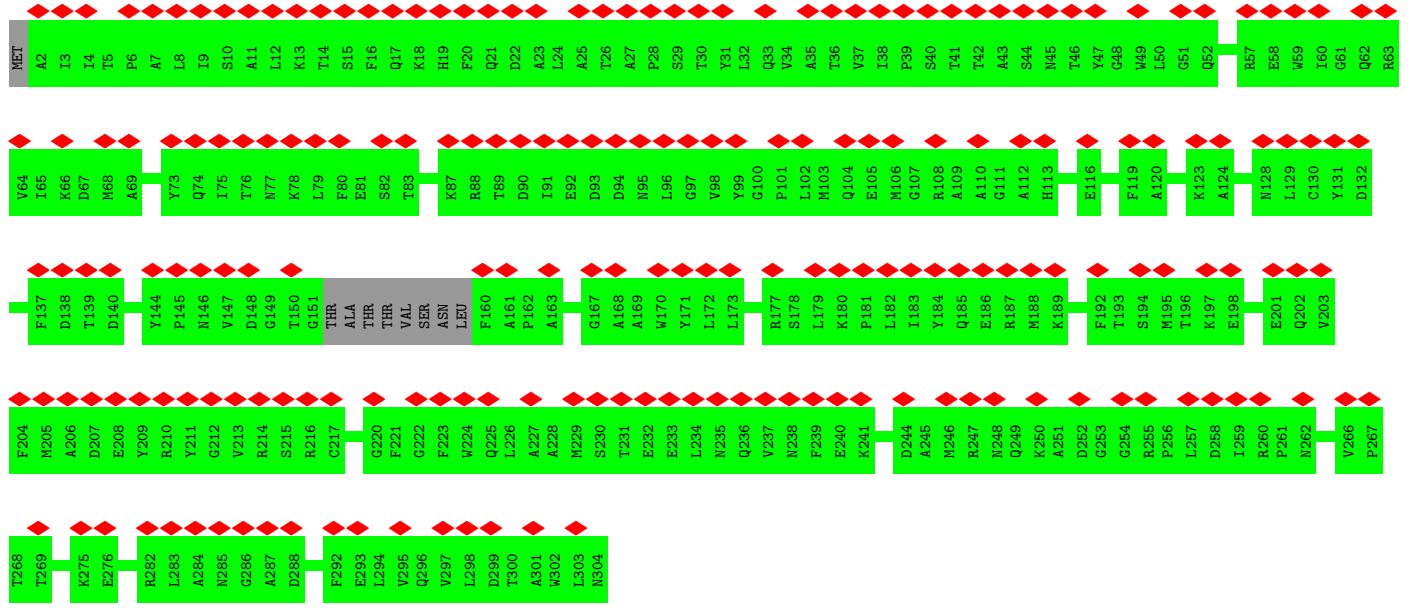 MET A2 I3 I4 T5 P6 A7 L8 I9 S10 A11 L12 K13 T14 S15 F16 Q17 K18 H19 F20 Q21 D22 A23 L24 A25 T26 A27 P28 S29 T30 Y31 L32 Q33 V34 A35 T36 V37 I38 P39 S40 T41 T42 A43 S44 N45 T46 Y47 G48 W49 L50 G51 Q52 R57 E58 W59 I60 G61 Q62 R63
V64 I65 K66 D67 M68 A69 Y73 Q74 I75 T76 N77 K78 L79 F80 E81 S82 T83 K87 R88 T89 D90 I91 E92 D93 D94 N95 L96 G97 V98 Y99 G100 P101 L102 M103 Q104 E105 M106 G107 R108 A109 A110 G111 A112 H113 E116 F119 A120 K123 A124 N128 L129 C130 Y131 D132
F137 D138 T139 D140 Y144 P145 N146 V147 D148 G149 T150 G151 THR ALA THR THR VAL SER ASN LEU F160 A161 P162 A163 G167 A168 A169 W170 Y171 L172 L173 R177 S178 L179 K180 P181 L182 I183 Y184 Q185 E186 R187 M188 K189 F192 T193 S194 M195 T196 K197 E198 E201 Q202 V203
F204 M205 A206 D207 E208 Y209 R210 Y211 G212 V213 R214 S215 R216 C217 G220 F221 G222 F223 W224 Q225 L226 A227 A228 M229 S230 T231 E232 E233 L234 N235 Q236 V237 N238 F239 E240 K241 D244 A245 M246 R247 N248 Q249 K250 A251 D252 G253 G254 R255 P256 L257 D258 I259 R260 P261 N262 V266 P267
T268 T269 K275 E276 R282 L283 A284 N285 G286 A287 D288 F292 E293 L294 V295 Q296 V297 L298 D299 T300 A301 W302 L303 N304